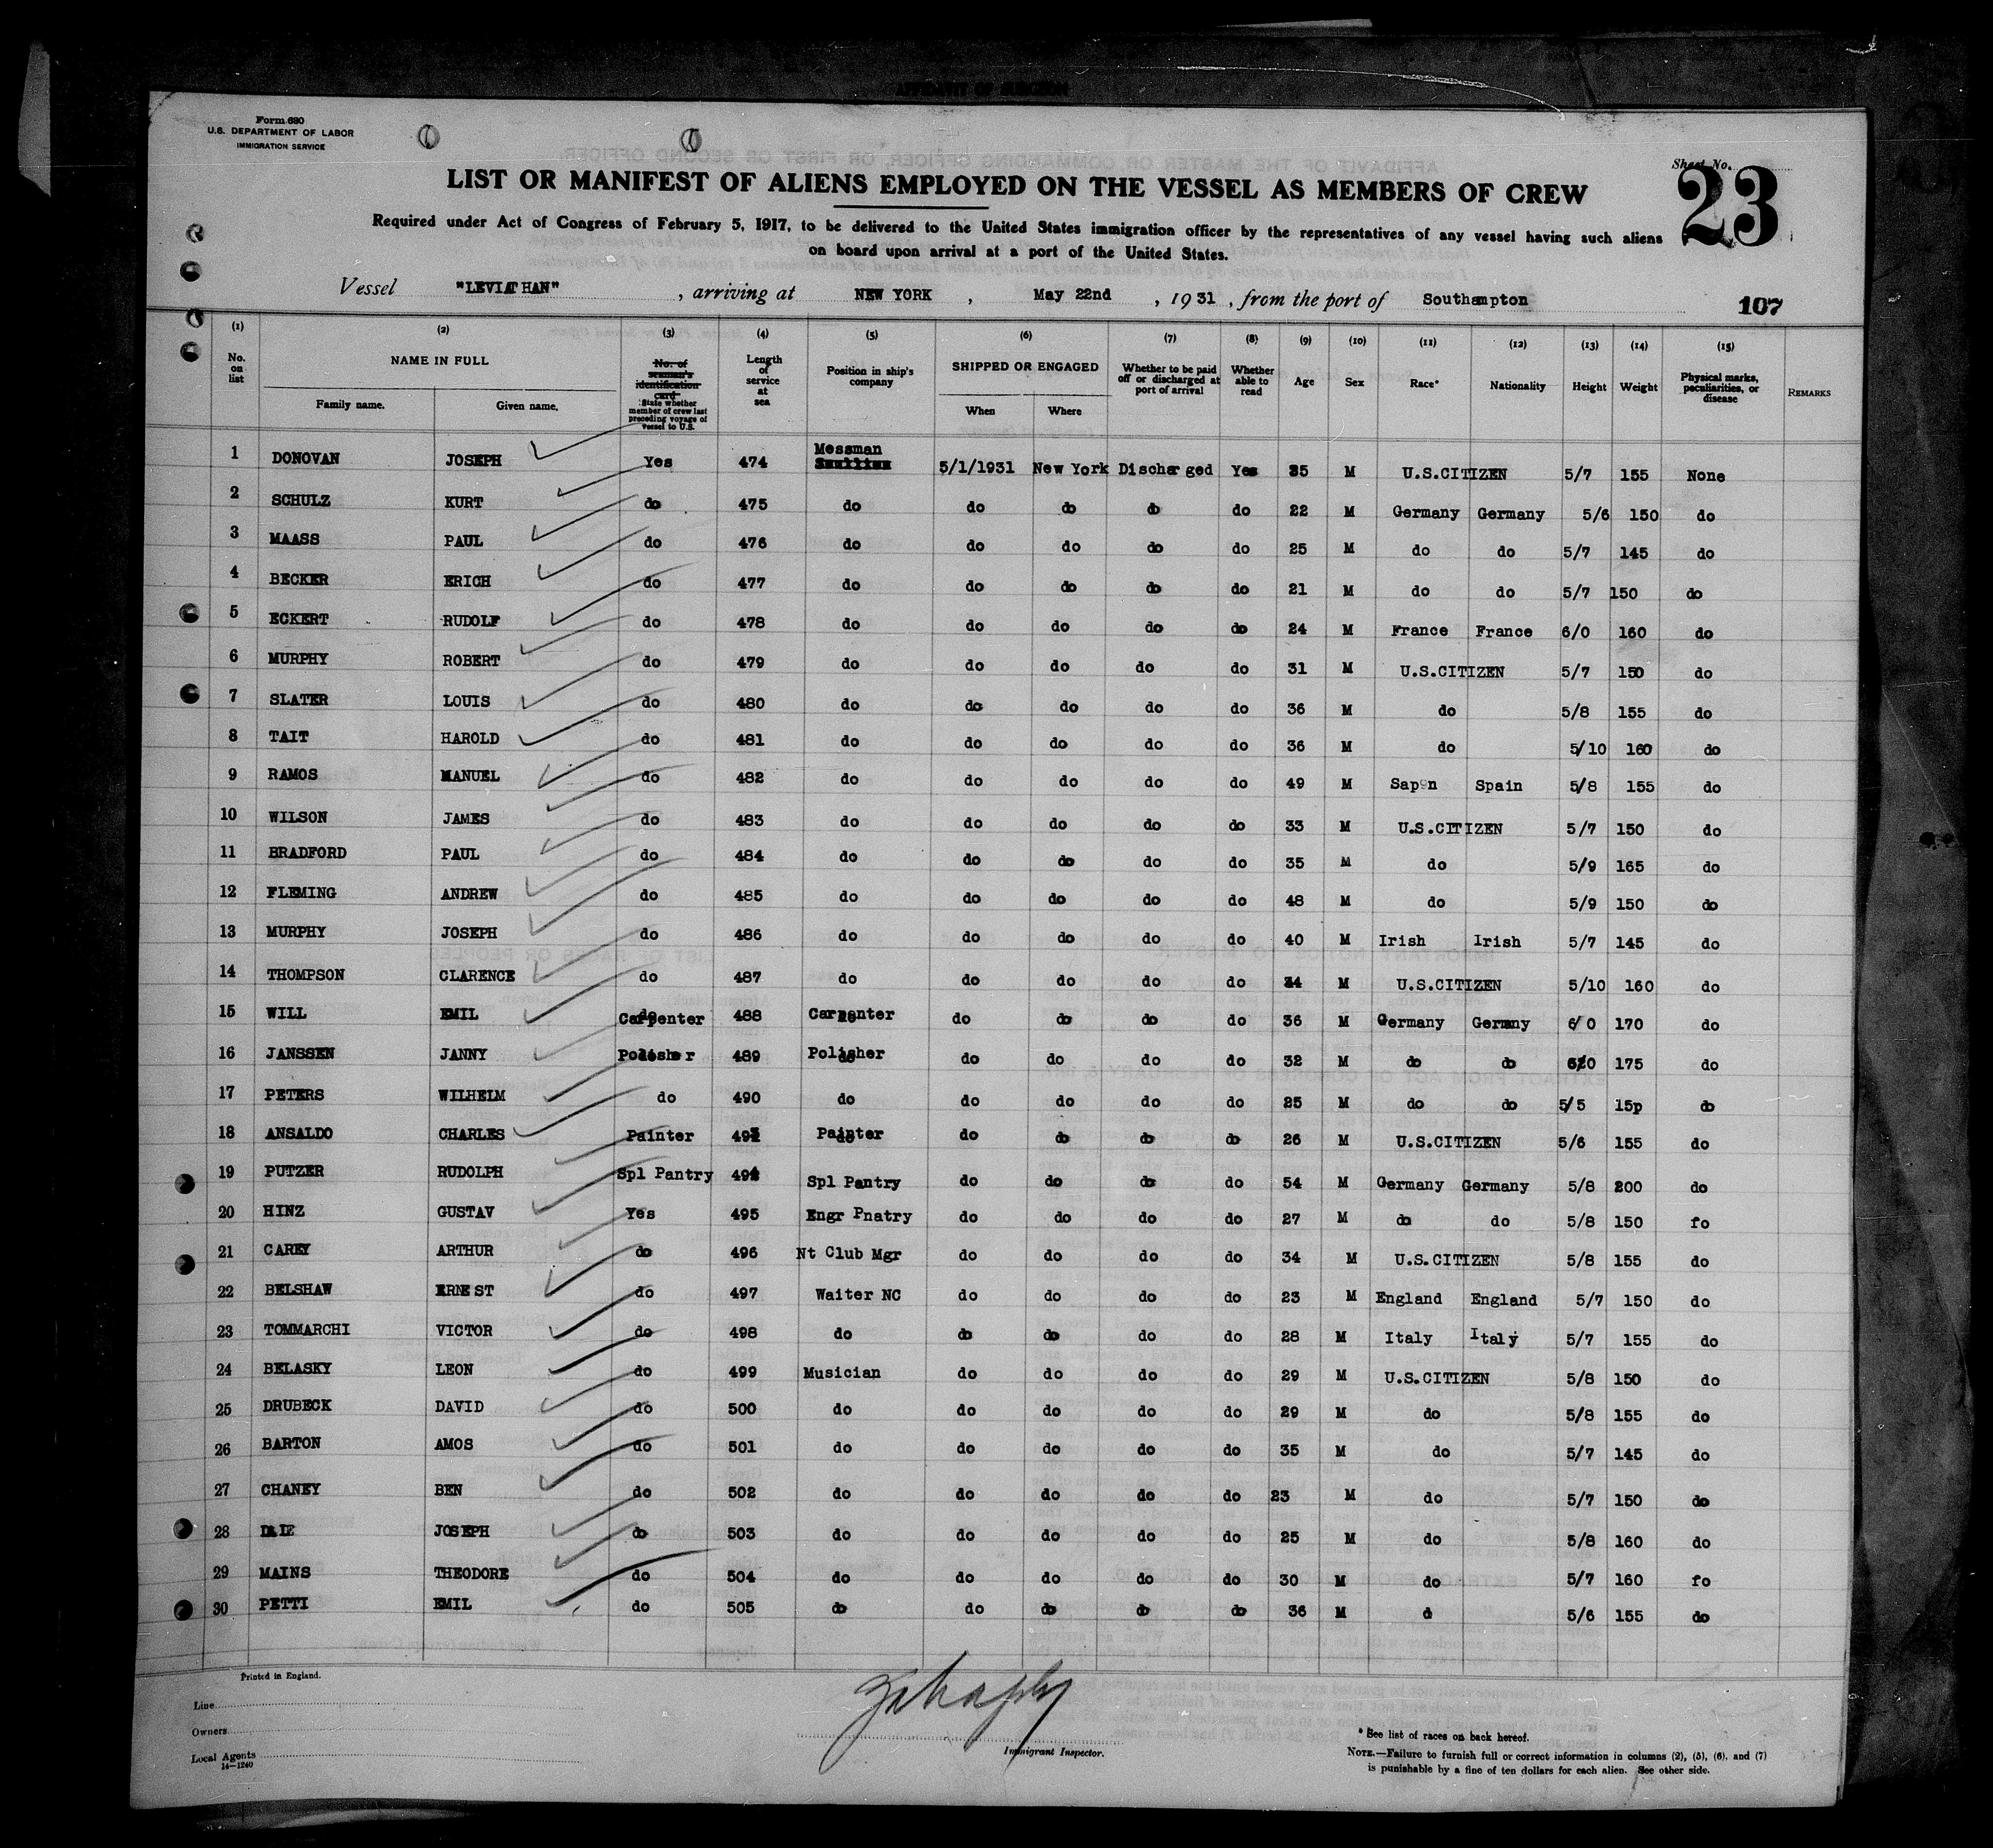 AFFIDAVIT OF SURGEON
Form 680
U.S. DEPARTMENT OF LABOR
IMMIGRATION SERVICE
Sheet No. 23
LIST OR MANIFEST OF ALIENS EMPLOYED ON THE VESSEL AS MEMBERS OF CREW
Required under Act of Congress of February 5, 1917, to be delivered to the United States immigration officer by the representatives of any vessel having such aliens
on board upon arrival at a port of the United States.
Vessel "LEVIATHAN", arriving at NEW YORK, May 22nd, 1931, from the port of Southampton 107
(1) (2) (3) (4) (5) (6) (7) (8) (9) (10) (11) (12) (13) (14) (15)
No. on list NAME IN FULL Family name. Given name. No. of seaman's identification card State whether member of crew last preceding voyage of vessel to U.S. Length of service at sea Position in ship's company SHIPPED OR ENGAGED When Where Whether to be paid off or discharged at port of arrival Whether able to read Age Sex Race* Nationality Height Weight Physical marks, peculiarities, or disease REMARKS
1 DONOVAN JOSEPH Yes 474 Messman 5/1/1931 New York Discharged Yes 35 M U.S.CITIZEN 5/7 155 None
2 SCHULZ KURT do 475 do do do do do 22 M Germany Germany 5/6 150 do
3 MAASS PAUL do 476 do do do do do 25 M do do 5/7 145 do
4 BECKER ERICH do 477 do do do do do 21 M do do 5/7 150 do
5 ECKERT RUDOLF do 478 do do do do do 24 M France France 6/0 160 do
6 MURPHY ROBERT do 479 do do do do do 31 M U.S.CITIZEN 5/7 150 do
7 SLATER LOUIS do 480 do do do do do 36 M do 5/8 155 do
8 TAIT HAROLD do 481 do do do do do 36 M do 5/10 160 do
9 RAMOS MANUEL do 482 do do do do do 49 M Spain 5/8 155 do
10 WILSON JAMES do 483 do do do do do 33 M U.S.CITIZEN 5/7 150 do
11 BRADFORD PAUL do 484 do do do do do 35 M do 5/9 165 do
12 FLEMING ANDREW do 485 do do do do do 48 M do 5/9 150 do
13 MURPHY JOSEPH do 486 do do do do do 40 M Irish Irish 5/7 145 do
14 THOMPSON CLARENCE do 487 do do do do do M U.S.CITIZEN 5/10 160 do
15 WILL EMIL Carpenter 488 Carpenter do do do do 36 M Germany Germny 6/0 170 do
16 JANSSEN JANNY Polisher 489 Polisher do do do do 32 M do do 175 do
17 PETERS WILHELM do 490 do do do do do 25 M do do 5/5 15p do
18 ANSALDO CHARLES Painter Painter do do do do 26 M U.S.CITIZEN 5/6 155 do
19 PUTZER RUDOLPH Spl Pantry 494 Spl Pantry do do do do 54 M Germany Germany 5/8 200 do
20 HINZ GUSTAV Yes 495 Engr Pnatry do do do do 27 M do do 5/8 150 fo
21 CAREY ARTHUR do 496 Nt Club Mgr do do do do 34 M U.S.CITIZEN 5/8 155 do
22 BELSHAW ERNEST do 497 Waiter NC do do do do 23 M England England 5/7 150 do
23 TOMMARCHI VICTOR do 498 do do do do do 28 M Italy Italy 5/7 155 do
24 BELASKY LEON do 499 Musician do do do do 29 M U.S.CITIZEN 5/8 150 do
25 DRUBECK DAVID do 500 do do do do do 29 M do 5/8 155 do
26 BARTON AMOS do 501 do do do do do 35 M do 5/7 145 do
27 CHANEY BEN do 502 do do do do do 23 M do 5/7 150 do
28 JOSEPH do 503 do do do do do 25 M do 5/8 160 do
29 MAINS THEODORE do 504 do do do do do 30 M do 5/7 160 fo
30 PETTI EMIL do 505 do do do do do 36 M d 5/6 155 do
Printed in England.
Line
Owners
Local Agents
14-1240
Immigrant Inspector.
* See list of races on back hereof.
NOTE.—Failure to furnish full or correct information in columns (2), (5), (6), and (7)
is punishable by a fine of ten dollars for each alien. See other side.